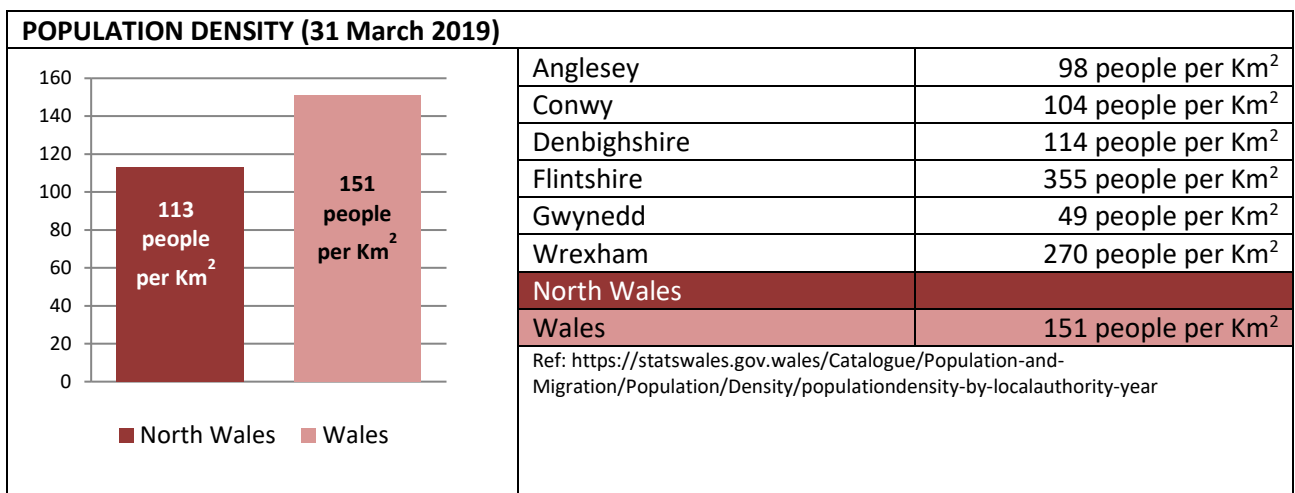 POPULATION DENSITY (31 March 2019)
160
140
120
100
80
60
40
20
0
113
people
per Km²
151
people
per Km²
North Wales Wales
Anglesey 98 people per Km²
Conwy 104 people per Km²
Denbighshire 114 people per Km²
Flintshire 355 people per Km²
Gwynedd 49 people per Km²
Wrexham 270 people per Km²
North Wales
Wales 151 people per Km²
Ref: https://statswales.gov.wales/Catalogue/Population-and-
Migration/Population/Density/populationdensity-by-localauthority-year